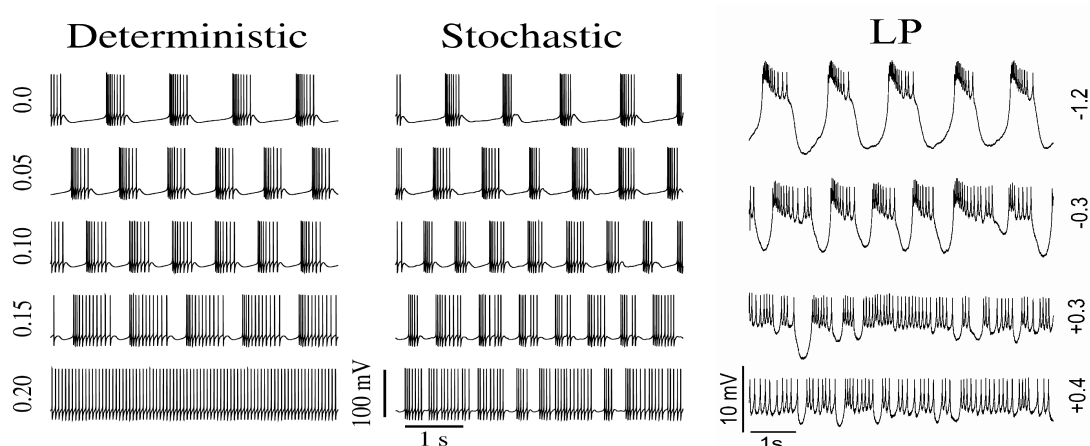 Deterministic
Stochastic
LP
0.0
0.05
0.10
0.15
0.20
100 mV
1 s
-1.2
-0.3
+0.3
+0.4
10 mV
1s